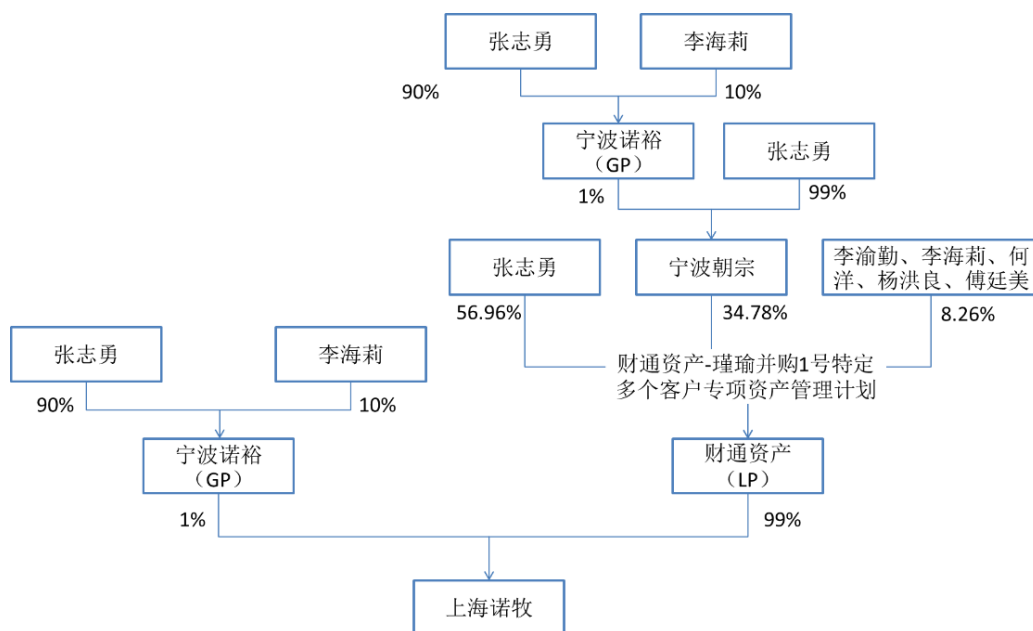 张志勇
李海莉
90%
10%
宁波诺裕
（GP）
张志勇
1%
99%
张志勇
宁波朝宗
李渝勤、李海莉、何
洋、杨洪良、傅廷美
56.96%
34.78%
8.26%
张志勇
李海莉
财通资产-瑾瑜并购1号特定
多个客户专项资产管理计划
90%
10%
宁波诺裕
（GP）
财通资产
（LP）
1%
99%
上海诺牧